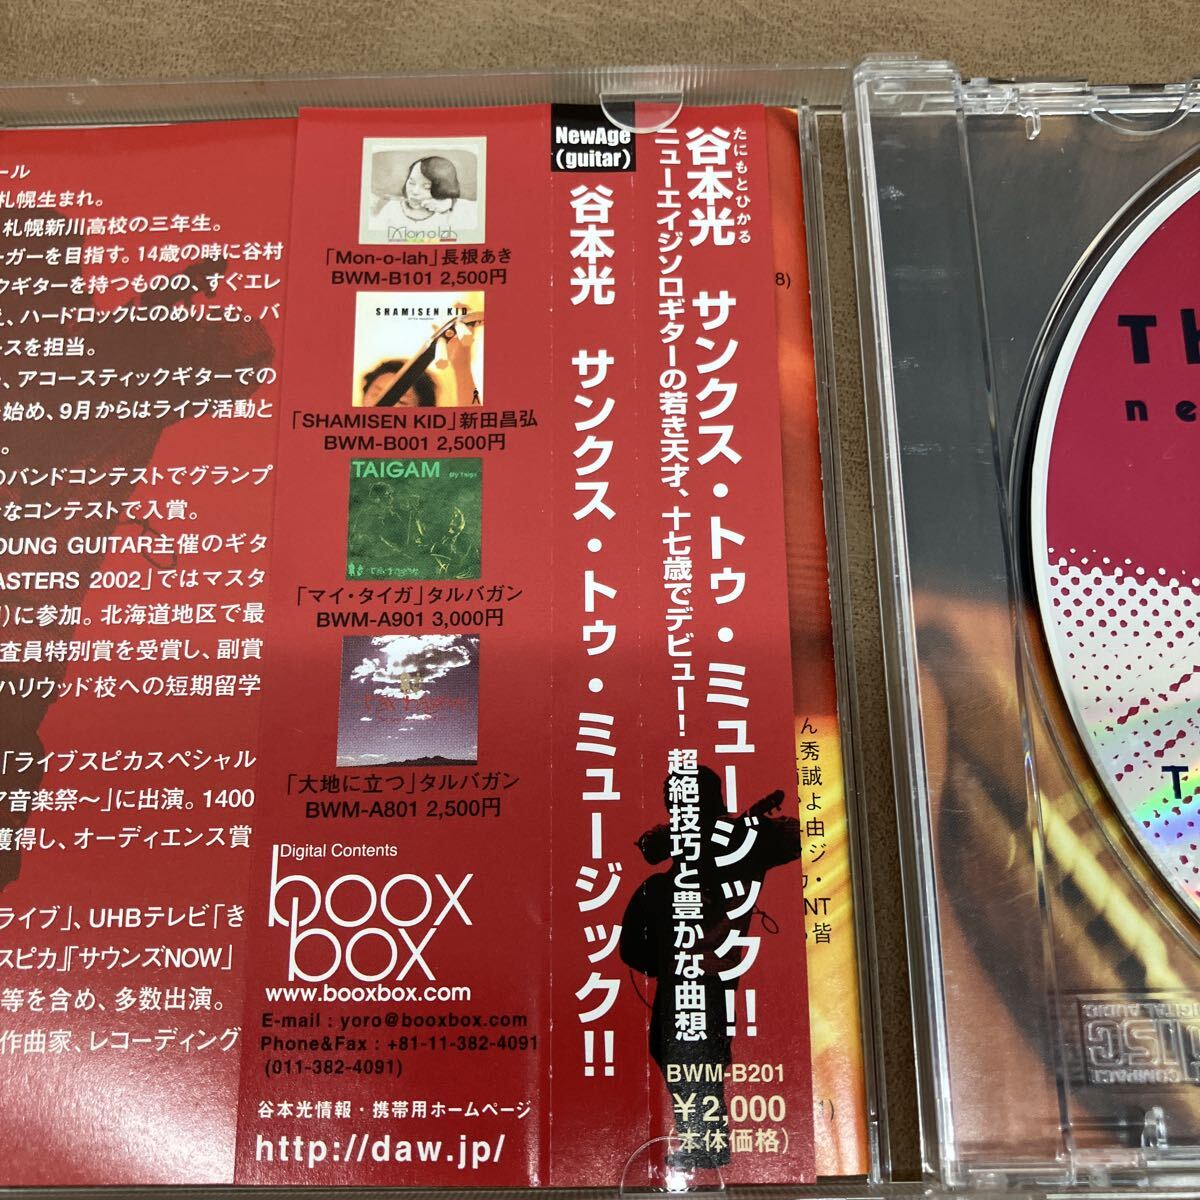 ール
札幌生まれ。
札幌新川高校の三年生。
ーガーを目指す。14歳の時に谷村
クギターを持つものの、すぐエレ
、ハードロックにのめりこむ。バ
ースを担当。
、アコースティックギターでの
始め、9月からはライブ活動と
。
のバンドコンテストでグランプ
なコンテストで入賞。
OUNG GUITAR主催のギタ
ASTERS 2002」ではマスタ
)に参加。北海道地区で最
査員特別賞を受賞し、副賞
ハリウッド校への短期留学
「ライブスピカスペシャル
ア音楽祭〜」に出演。1400
獲得し、オーディエンス賞
ライブ」、UHBテレビ「き
スピカ」「サウンズNOW」
等を含め、多数出演。
作曲家、レコーディング
Mon-o-lah
「Mon-o-lah」長根あき
BWM-B101 2,500円
SHAMISEN KID
「SHAMISEN KID」新田昌弘
BWM-B001 2,500円
TAIGAM
「マイ・タイガ」タルバガン
BWM-A901 3,000円
「大地に立つ」タルバガン
BWM-A801 2,500円
Digital Contents
boox
box
www.booxbox.com
E-mail : yoro@booxbox.com
Phone&Fax : +81-11-382-4091
(011-382-4091)
谷本光情報・携帯用ホームページ
http://daw.jp/
NewAge
(guitar)
谷本光 サンクス・トゥ・ミュージック!!
たにもとひかる
谷本光 サンクス・トゥ・ミュージック!!
ニューエイジソロギターの若き天才、十七歳でデビュー! 超絶技巧と豊かな曲想
BWM-B201
¥2,000
(本体価格)
8)
ん
秀
誠
よ
由
ジ
・
NT
皆
1)
Th
ne
T
DIGITAL AUDIO
DISC
COMPACT